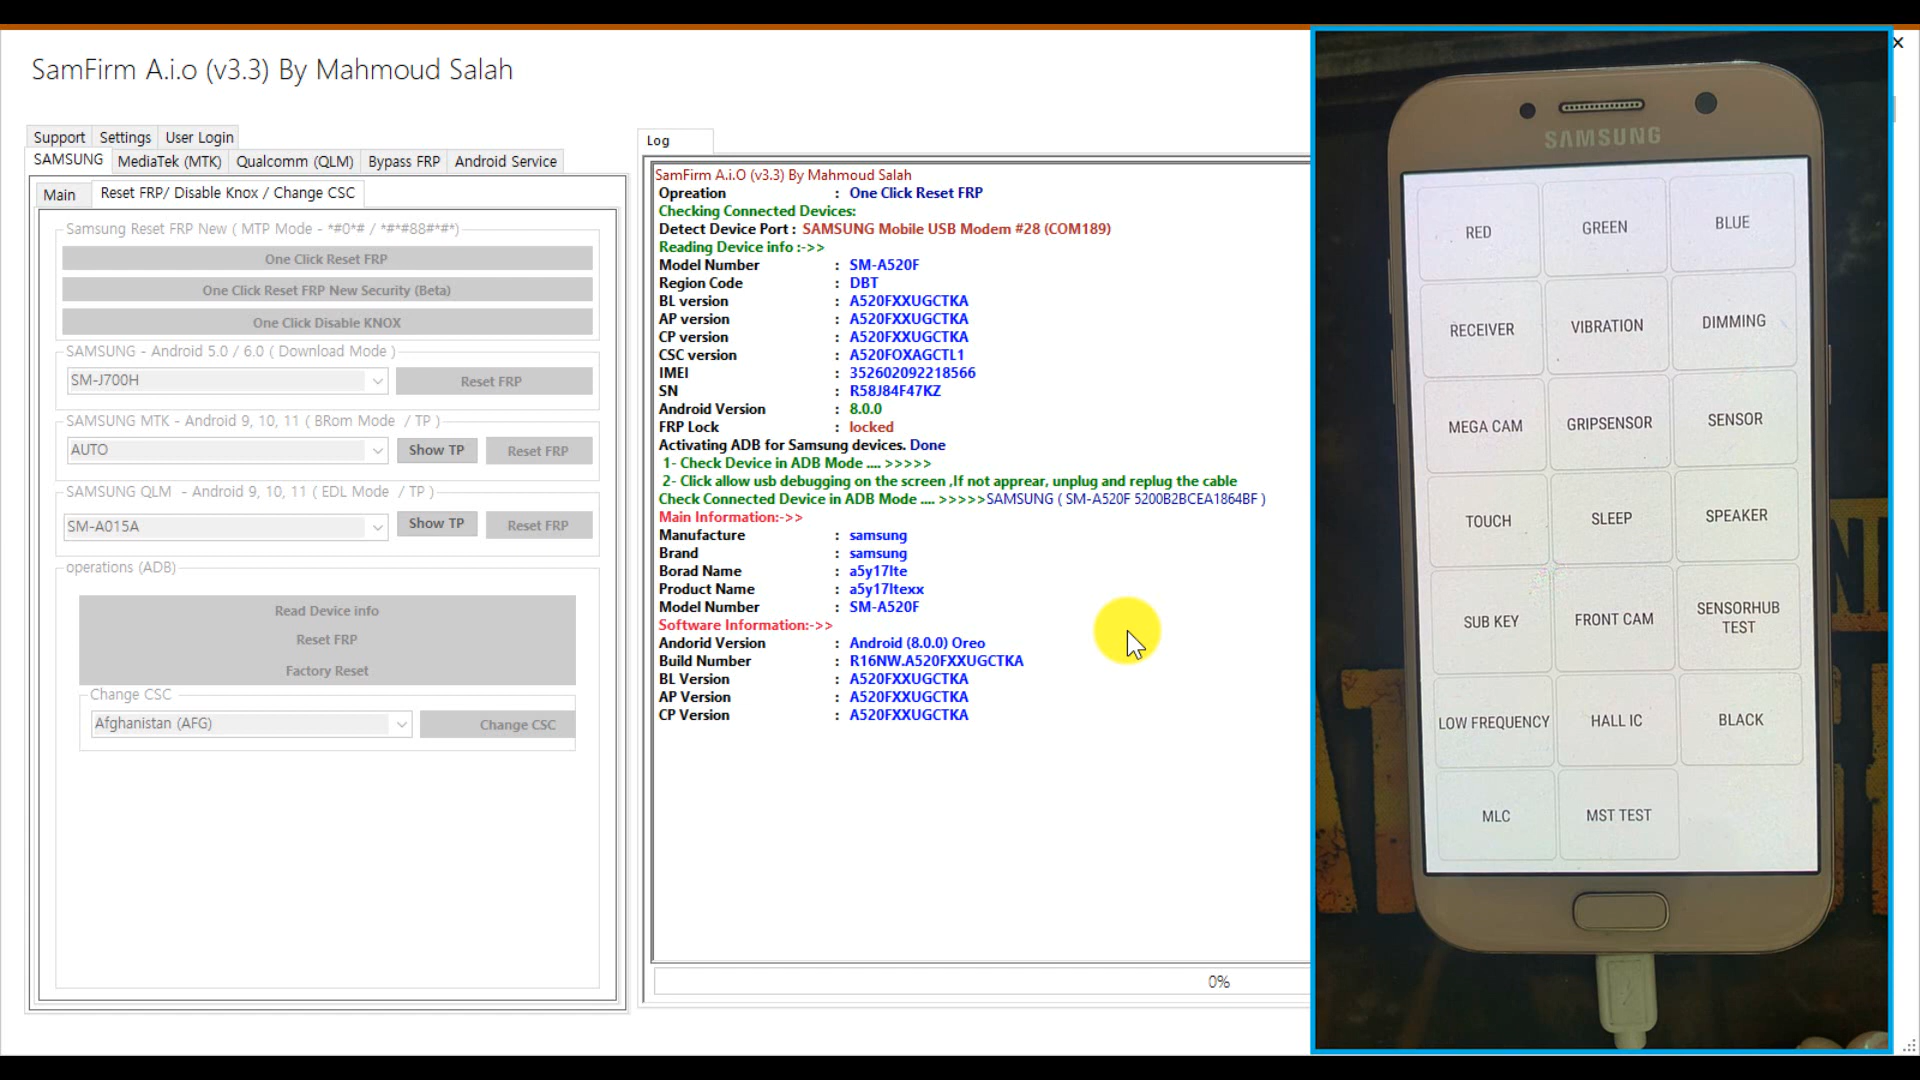 SamFirm A.i.o (v3.3) By Mahmoud Salah
x
Support Settings User Login
SAMSUNG MediaTek (MTK) Qualcomm (QLM) Bypass FRP Android Service
Main Reset FRP/ Disable Knox / Change CSC
Samsung Reset FRP New ( MTP Mode - *#0*# / *#*#88#*#*)
One Click Reset FRP
One Click Reset FRP New Security (Beta)
One Click Disable KNOX
SAMSUNG - Android 5.0 / 6.0 ( Download Mode )
SM-J700H Reset FRP
SAMSUNG MTK - Android 9, 10, 11 ( BRom Mode / TP )
AUTO Show TP Reset FRP
SAMSUNG QLM - Android 9, 10, 11 ( EDL Mode / TP )
SM-A015A Show TP Reset FRP
operations (ADB)
Read Device info
Reset FRP
Factory Reset
Change CSC
Afghanistan (AFG) Change CSC
Log
SamFirm A.i.O (v3.3) By Mahmoud Salah
Opreation : One Click Reset FRP
Checking Connected Devices:
Detect Device Port : SAMSUNG Mobile USB Modem #28 (COM189)
Reading Device info :->>
Model Number : SM-A520F
Region Code : DBT
BL version : A520FXXUGCTKA
AP version : A520FXXUGCTKA
CP version : A520FXXUGCTKA
CSC version : A520FOXAGCTL1
IMEI : 352602092218566
SN : R58J84F47KZ
Android Version : 8.0.0
FRP Lock : locked
Activating ADB for Samsung devices. Done
1- Check Device in ADB Mode .... >>>>>
2- Click allow usb debugging on the screen ,If not apprear, unplug and replug the cable
Check Connected Device in ADB Mode .... >>>>>SAMSUNG ( SM-A520F 5200B2BCEA1864BF )
Main Information:->>
Manufacture : samsung
Brand : samsung
Borad Name : a5y17lte
Product Name : a5y17ltexx
Model Number : SM-A520F
Software Information:->>
Andorid Version : Android (8.0.0) Oreo
Build Number : R16NW.A520FXXUGCTKA
BL Version : A520FXXUGCTKA
AP Version : A520FXXUGCTKA
CP Version : A520FXXUGCTKA
0%
SAMSUNG
RED GREEN BLUE
RECEIVER VIBRATION DIMMING
MEGA CAM GRIPSENSOR SENSOR
TOUCH SLEEP SPEAKER
SUB KEY FRONT CAM SENSORHUB
TEST
LOW FREQUENCY HALL IC BLACK
MLC MST TEST